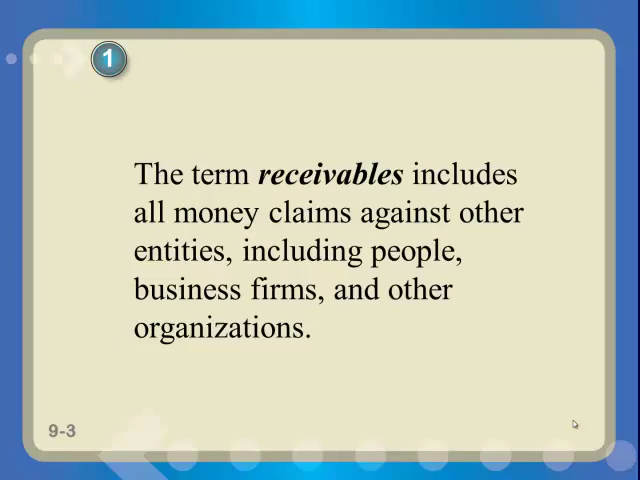 1
The term receivables includes
all money claims against other
entities, including people,
business firms, and other
organizations.
9-3